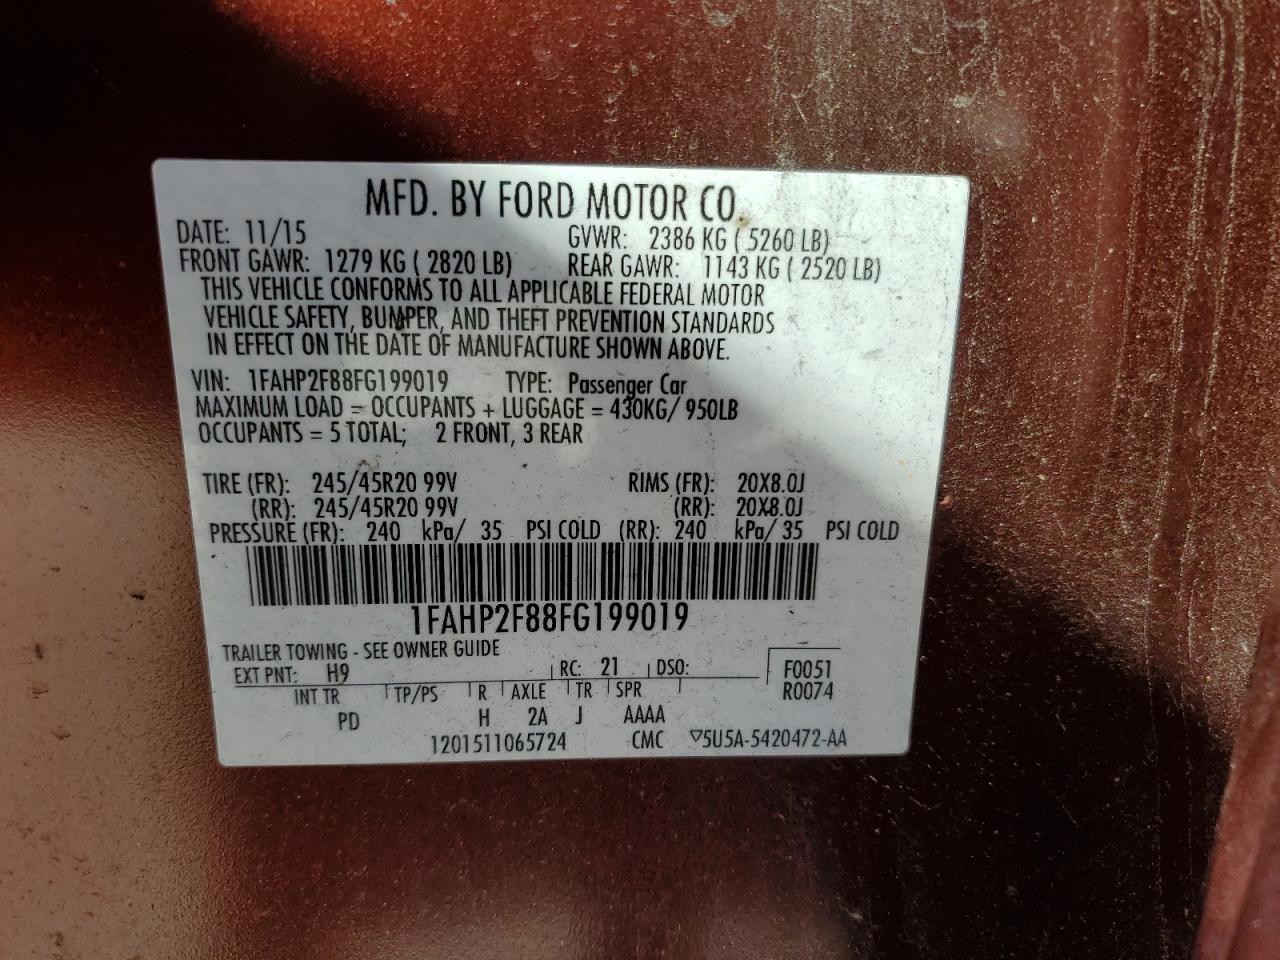 MFD. BY FORD MOTOR CO.
DATE: 11/15 GVWR: 2386 KG ( 5260 LB)
FRONT GAWR: 1279 KG ( 2820 LB) REAR GAWR: 1143 KG ( 2520 LB)
THIS VEHICLE CONFORMS TO ALL APPLICABLE FEDERAL MOTOR
VEHICLE SAFETY, BUMPER, AND THEFT PREVENTION STANDARDS
IN EFFECT ON THE DATE OF MANUFACTURE SHOWN ABOVE.
VIN: 1FAHP2F88FG199019 TYPE: Passenger Car
MAXIMUM LOAD = OCCUPANTS + LUGGAGE = 430KG/ 950LB
OCCUPANTS = 5 TOTAL; 2 FRONT, 3 REAR
TIRE (FR): 245/45R20 99V RIMS (FR): 20X8.0J
(RR): 245/45R20 99V (RR): 20X8.0J
PRESSURE (FR): 240 kPa/ 35 PSI COLD (RR): 240 kPa/ 35 PSI COLD
1FAHP2F88FG199019
TRAILER TOWING - SEE OWNER GUIDE
EXT PNT: H9 RC: 21 DSO: F0051
INT TR TP/PS R AXLE TR SPR R0074
PD H 2A J AAAA
1201511065724 CMC ▽5U5A-5420472-AA